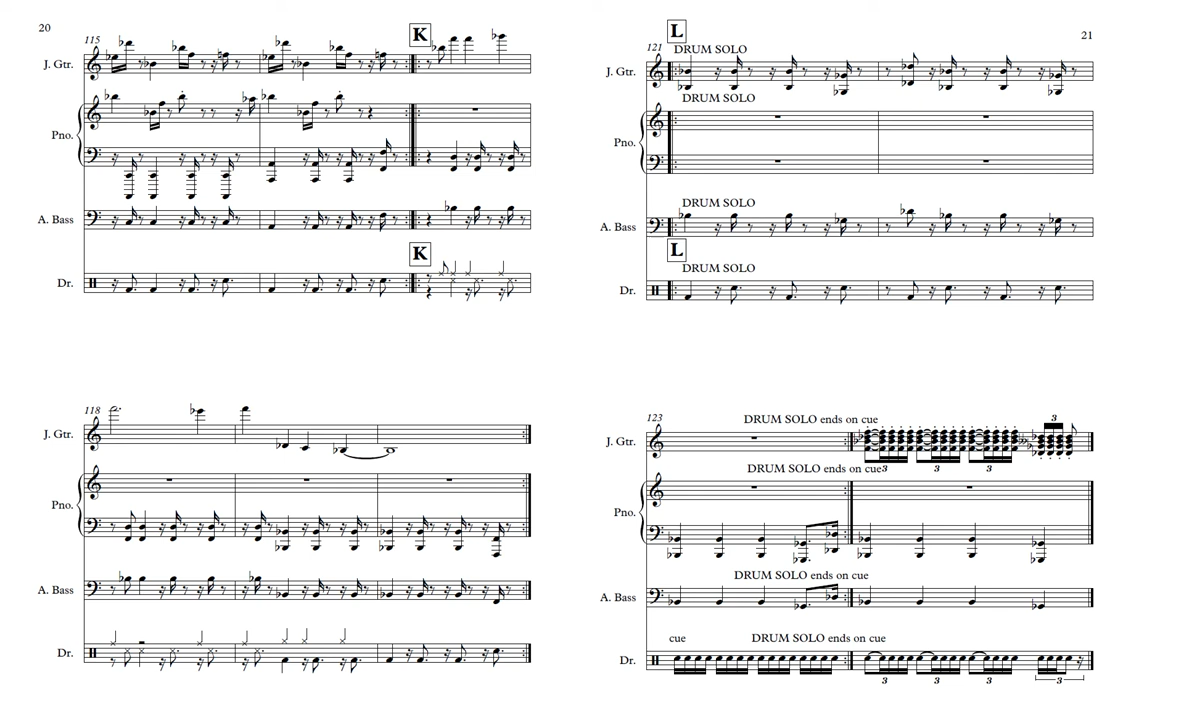 20
115
K
J. Gtr.
Pno.
A. Bass
K
Dr.
118
J. Gtr.
Pno.
A. Bass
Dr.
21
L
121
DRUM SOLO
J. Gtr.
DRUM SOLO
Pno.
DRUM SOLO
A. Bass
L
DRUM SOLO
Dr.
123
DRUM SOLO ends on cue
3
J. Gtr.
3 3 3
DRUM SOLO ends on cue
Pno.
DRUM SOLO ends on cue
A. Bass
cue DRUM SOLO ends on cue
Dr.
3 3 3 3